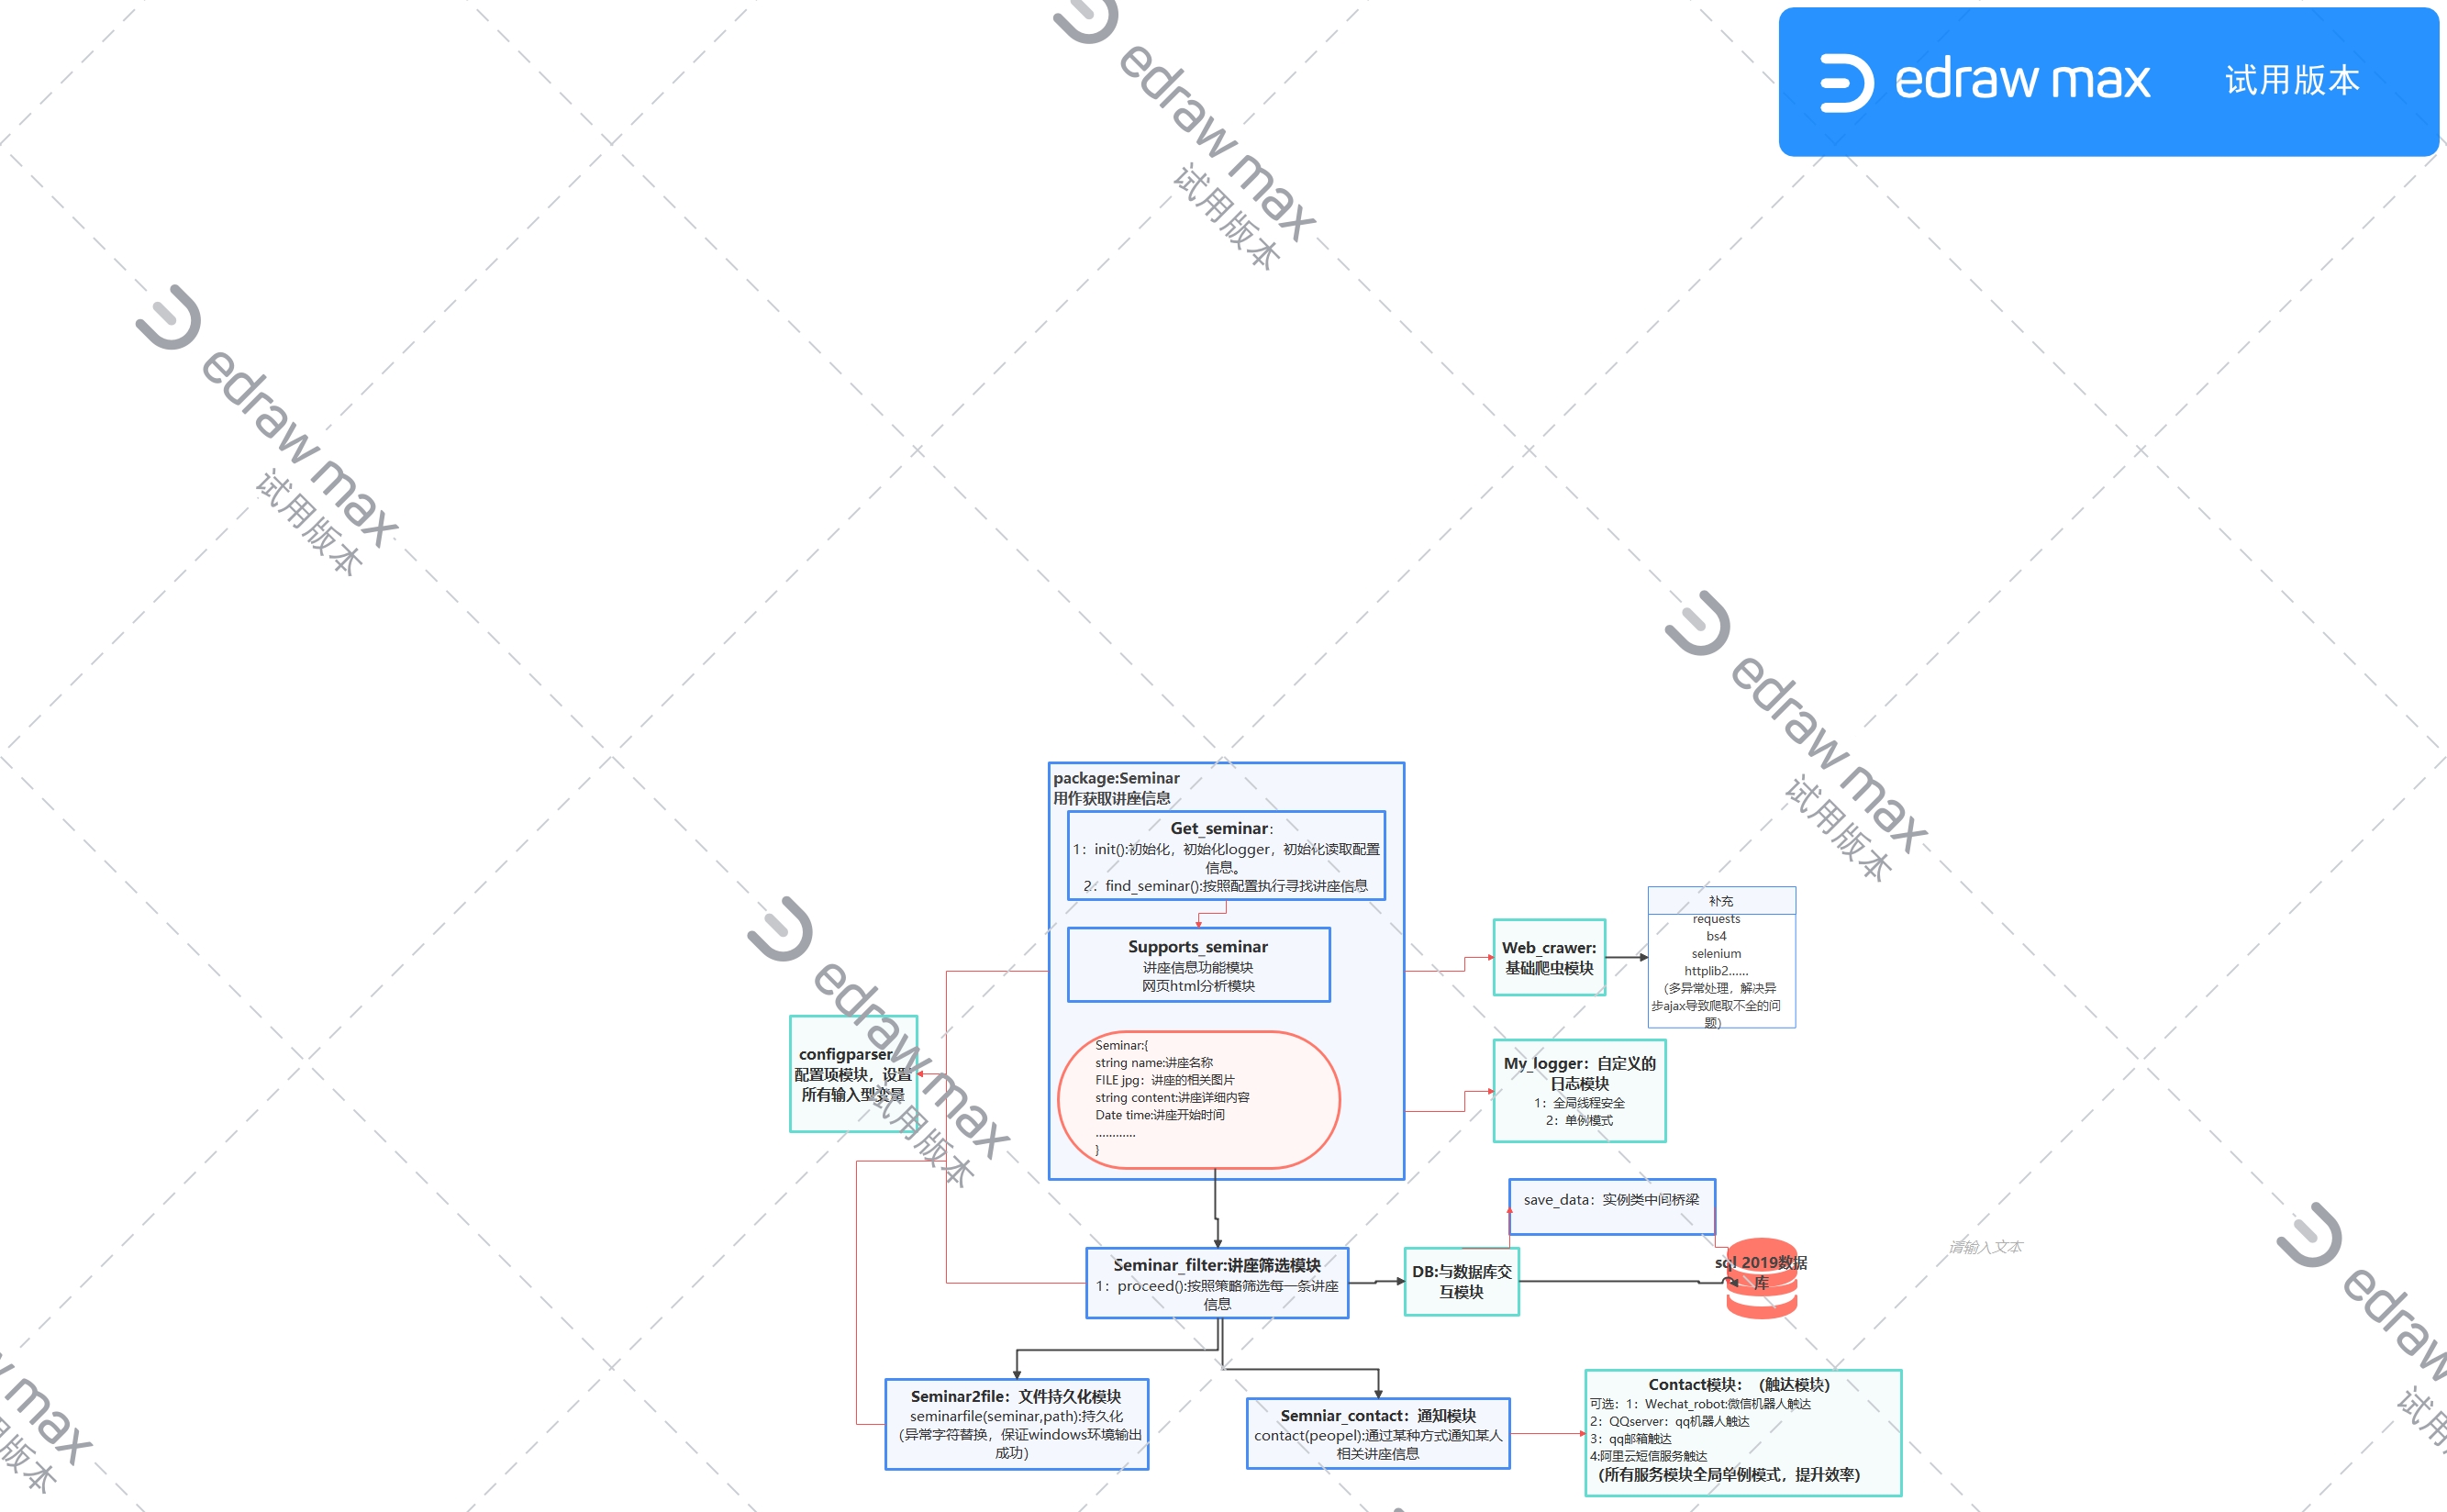 edraw max 试用版本
edraw max
试用版本
edraw max
试用版本
edraw max
试用版本
edraw max
试用版本
edraw
试用版本
max
用版本
package:Seminar
用作获取讲座信息
Get_seminar：
1：init():初始化，初始化logger，初始化读取配置
信息。
2．find_seminar():按照配置执行寻找讲座信息
Supports_seminar
讲座信息功能模块
网页html分析模块
Seminar:{
string name:讲座名称
FILE jpg：讲座的相关图片
string content:讲座详细内容
Date time:讲座开始时间
............
}
Web_crawer:
基础爬虫模块
补充
requests
bs4
selenium
httplib2......
（多异常处理，解决异
步ajax导致爬取不全的问
题）
configparser
配置项模块，设置
所有输入型变量
My_logger：自定义的
日志模块
1：全局线程安全
2：单例模式
save_data：实例类中间桥梁
Seminar_filter:讲座筛选模块
1：proceed():按照策略筛选每一条讲座
信息
DB:与数据库交
互模块
sql 2019数据
库
请输入文本
Seminar2file：文件持久化模块
seminarfile(seminar,path):持久化
（异常字符替换，保证windows环境输出
成功）
Semniar_contact：通知模块
contact(peopel):通过某种方式通知某人
相关讲座信息
Contact模块：（触达模块）
可选：1：Wechat_robot:微信机器人触达
2：QQserver：qq机器人触达
3：qq邮箱触达
4:阿里云短信服务触达
（所有服务模块全局单例模式，提升效率）